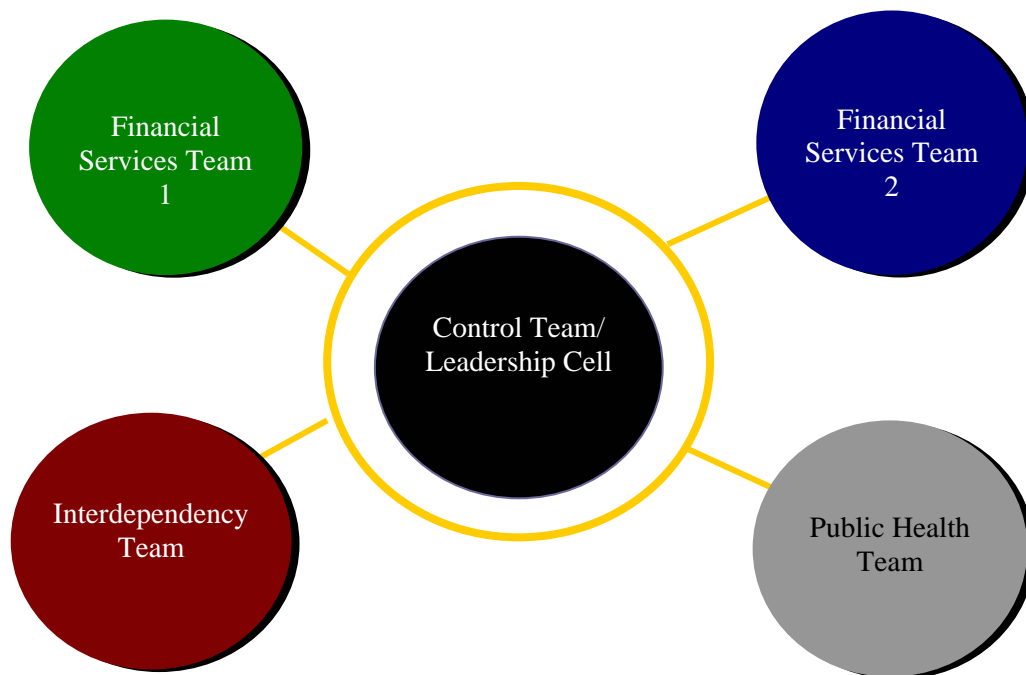 Financial
Services Team
1
Financial
Services Team
2
Control Team/
Leadership Cell
Interdependency
Team
Public Health
Team